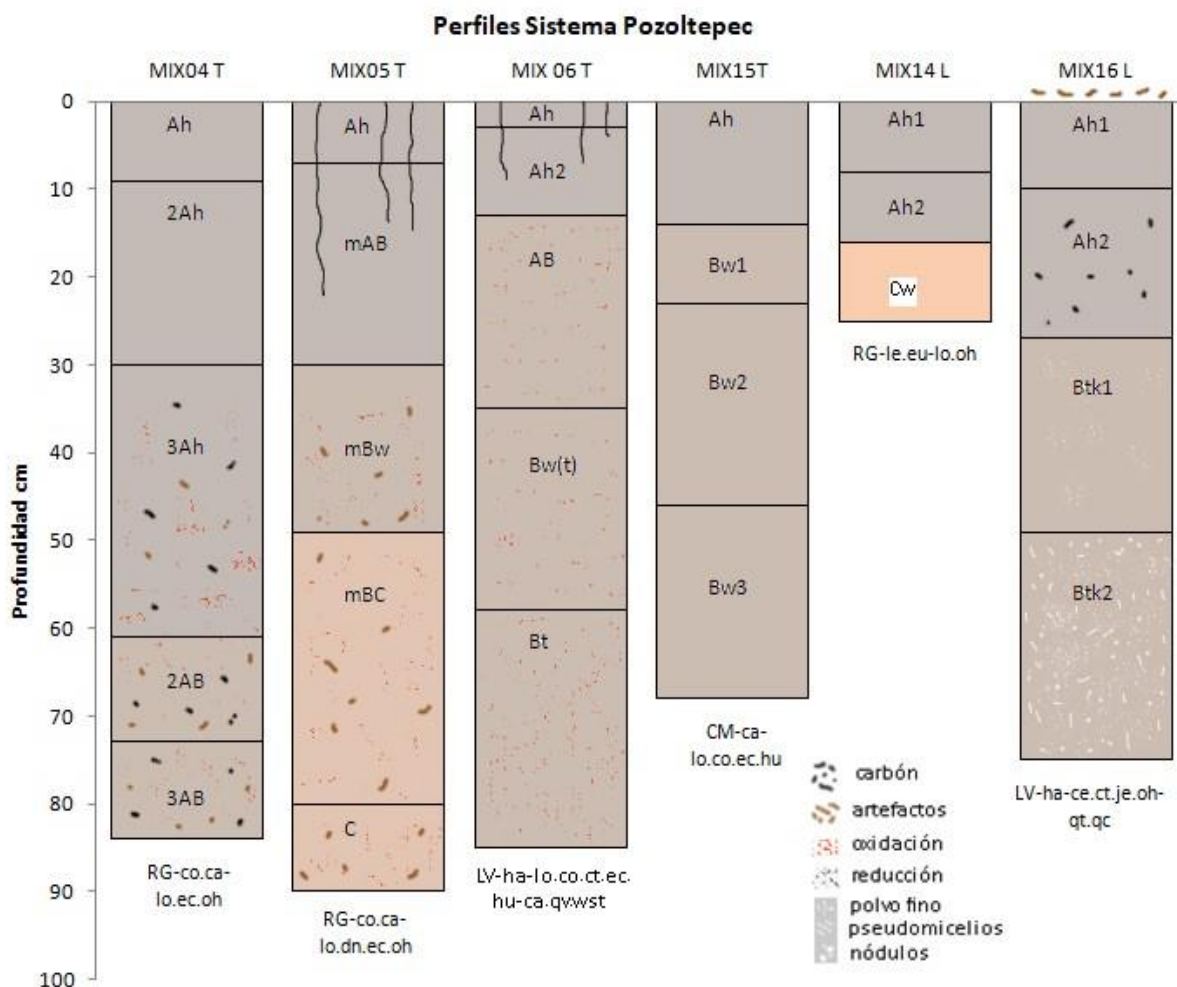 Perfiles Sistema Pozoltepec
MIX04 T
MIX05 T
MIX 06 T
MIX15T
MIX14 L
MIX16 L
Profundidad cm
0
10
20
30
40
50
60
70
80
90
100
Ah
2Ah
3Ah
2AB
3AB
RG-co.ca-
lo.ec.oh
Ah
mAB
mBw
mBC
C
RG-co.ca-
lo.dn.ec.oh
Ah
Ah2
AB
Bw(t)
Bt
LV-ha-lo.co.ct.ec.
hu-ca.qvwst
Ah
Bw1
Bw2
Bw3
CM-ca-
lo.co.ec.hu
Ah1
Ah2
Cw
RG-le.eu-lo.oh
Ah1
Ah2
Btk1
Btk2
LV-ha-ce.ct.je.oh-
qt.qc
carbón
artefactos
oxidación
reducción
polvo fino
pseudomicelios
nódulos